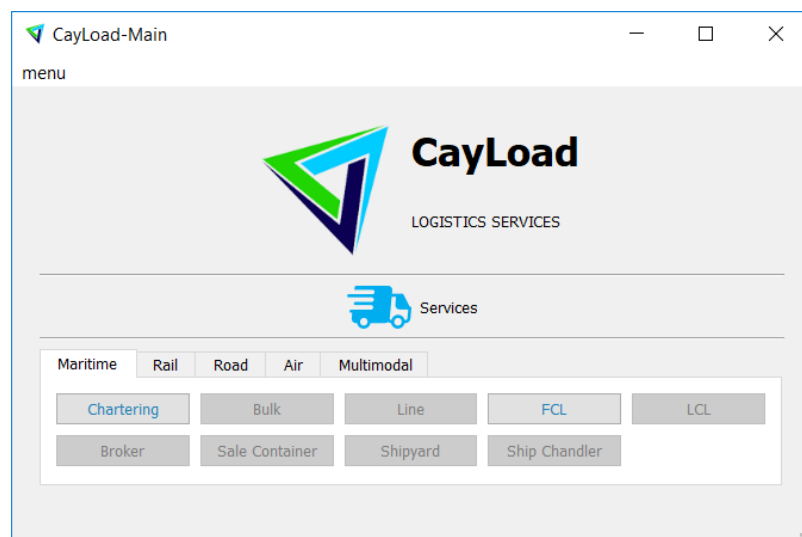 CayLoad-Main
menu
CayLoad
LOGISTICS SERVICES
Services
Maritime Rail Road Air Multimodal
Chartering Bulk Line FCL LCL
Broker Sale Container Shipyard Ship Chandler